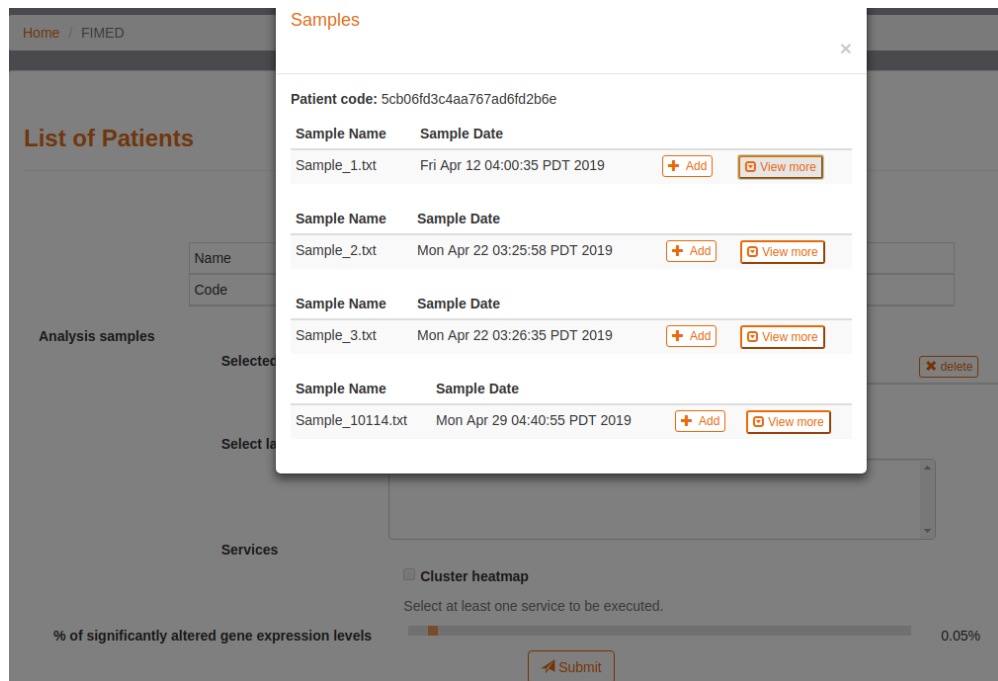 Samples
Home / FIMED
×
Patient code: 5cb06fd3c4aa767ad6fd2b6e
List of Patients
Sample Name Sample Date
Sample_1.txt Fri Apr 12 04:00:35 PDT 2019 Add View more
Sample Name Sample Date
Sample_2.txt Mon Apr 22 03:25:58 PDT 2019 Add View more
Name
Code
Sample Name Sample Date
Sample_3.txt Mon Apr 22 03:26:35 PDT 2019 Add View more
Analysis samples
Selected
delete
Sample Name Sample Date
Sample_10114.txt Mon Apr 29 04:40:55 PDT 2019 Add View more
Select
Services
Cluster heatmap
Select at least one service to be executed.
% of significantly altered gene expression levels 0.05%
Submit